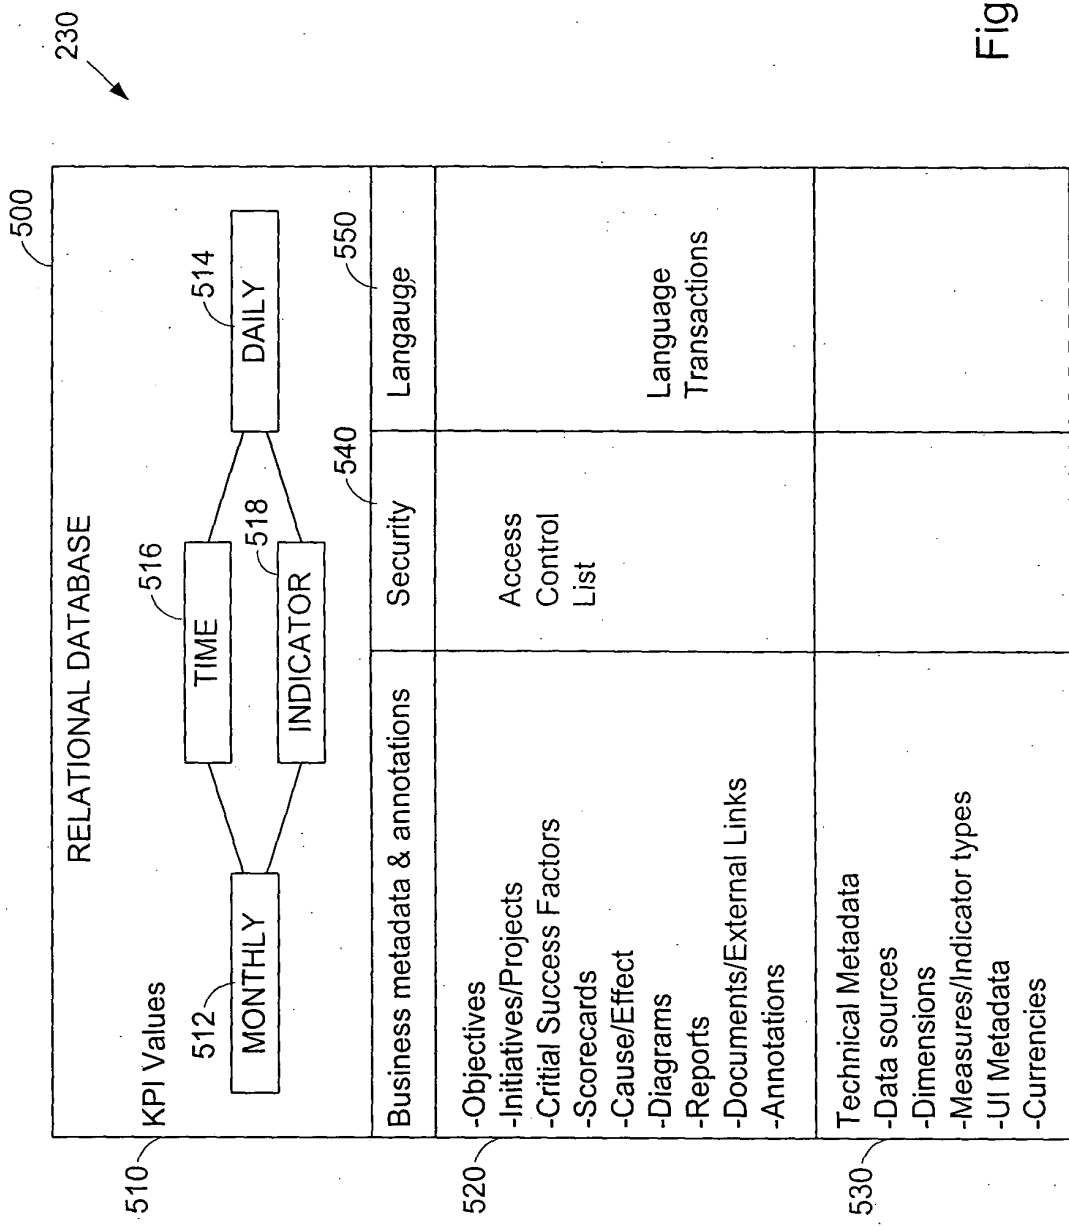 230
500
RELATIONAL DATABASE
510
KPI Values
516
512
514
TIME
MONTHLY
DAILY
518
INDICATOR
540
550
Business metadata & annotations
Security
Langauge
520
-Objectives
-Initiatives/Projects
-Critial Success Factors
-Scorecards
-Cause/Effect
-Diagrams
-Reports
-Documents/External Links
-Annotations
Access
Control
List
Language
Transactions
530
Technical Metadata
-Data sources
-Dimensions
-Measures/Indicator types
-UI Metadata
-Currencies
Fig